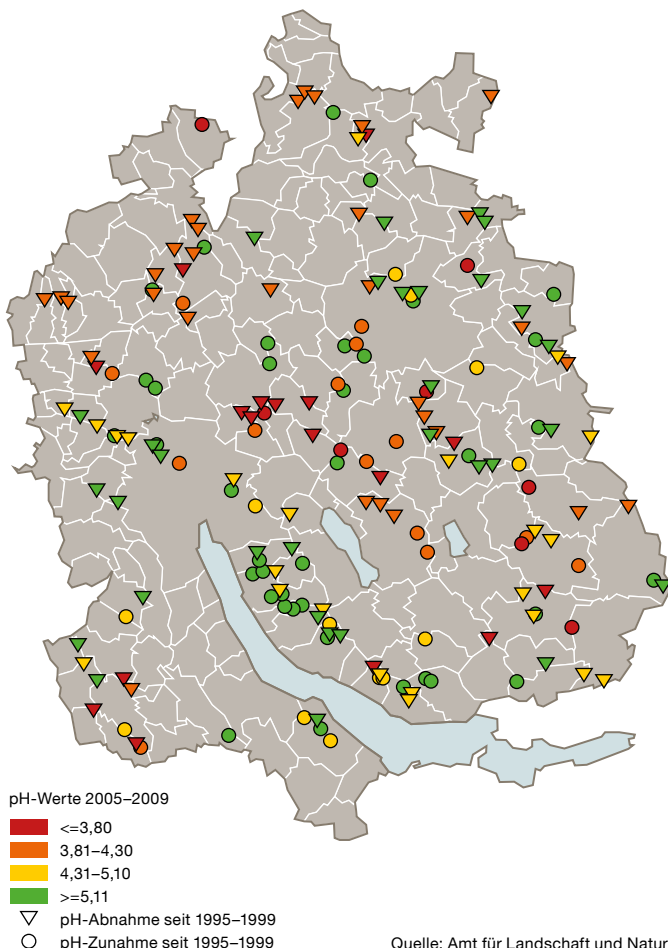 pH-Werte 2005–2009
<=3,80
3,81–4,30
4,31–5,10
>=5,11
pH-Abnahme seit 1995–1999
pH-Zunahme seit 1995–1999
Quelle: Amt für Landschaft und Natur